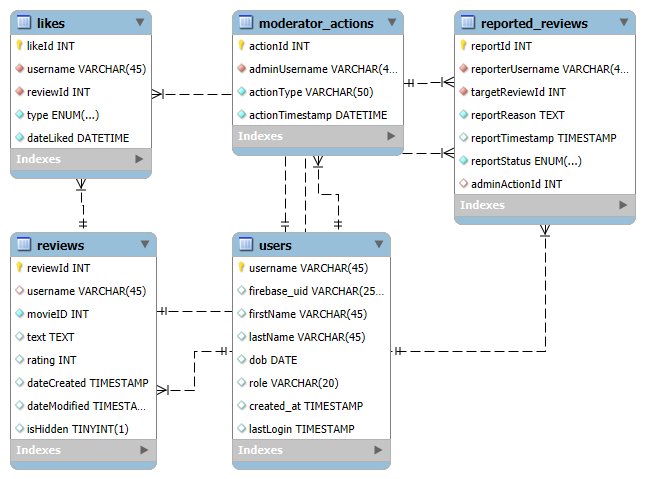 likes
likeId INT
username VARCHAR(45)
reviewId INT
type ENUM(...)
dateLiked DATETIME
Indexes
moderator_actions
actionId INT
adminUsername VARCHAR(4...
actionType VARCHAR(50)
actionTimestamp DATETIME
Indexes
reported_reviews
reportId INT
reporterUsername VARCHAR(4...
targetReviewId INT
reportReason TEXT
reportTimestamp TIMESTAMP
reportStatus ENUM(...)
adminActionId INT
Indexes
reviews
reviewId INT
username VARCHAR(45)
movieID INT
text TEXT
rating INT
dateCreated TIMESTAMP
dateModified TIMESTA...
isHidden TINYINT(1)
Indexes
users
username VARCHAR(45)
firebase_uid VARCHAR(25...
firstName VARCHAR(45)
lastName VARCHAR(45)
dob DATE
role VARCHAR(20)
created_at TIMESTAMP
lastLogin TIMESTAMP
Indexes